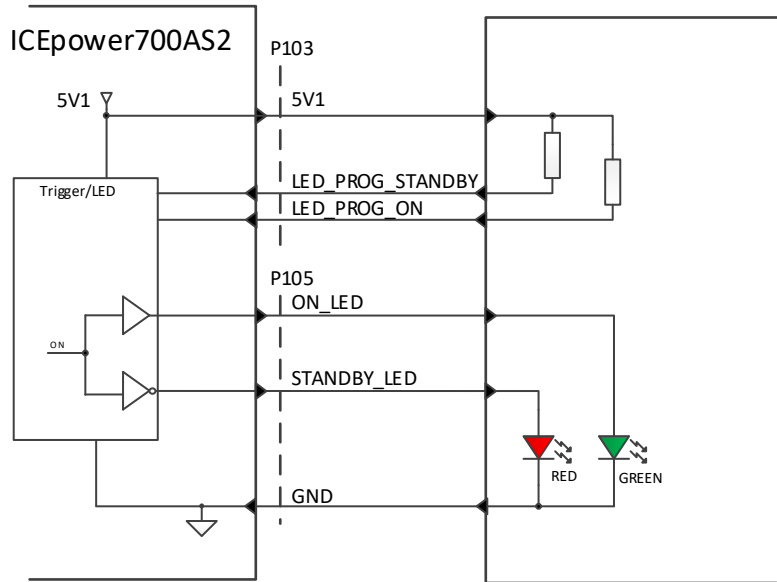 ICEpower700AS2
P103
5V1
5V1
Trigger/LED
LED_PROG_STANDBY
LED_PROG_ON
P105
ON_LED
ON
STANDBY_LED
RED
GREEN
GND